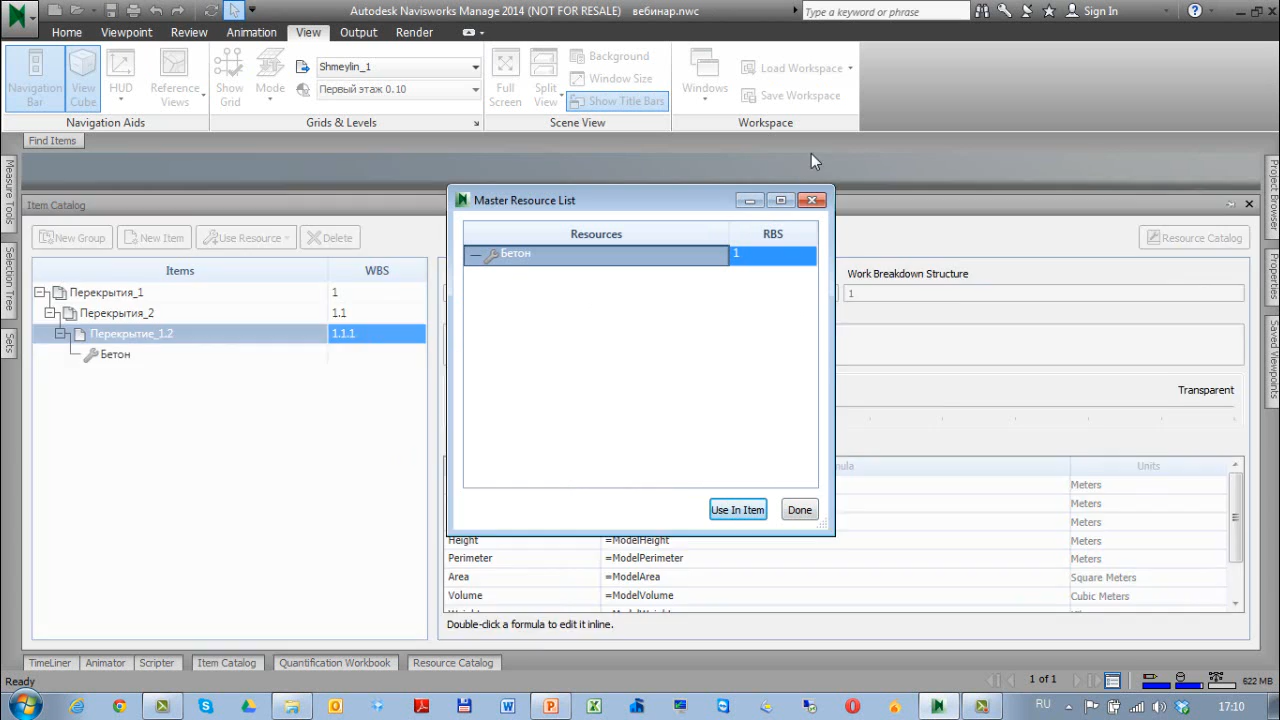 Autodesk Navisworks Manage 2014 (NOT FOR RESALE) вебинар.nwc
Type a keyword or phrase
Sign In
Home Viewpoint Review Animation View Output Render
Navigation Bar
View Cube
HUD
Reference Views
Navigation Aids
Show Grid
Mode
Shmeylin_1
Первый этаж 0.10
Grids & Levels
Full Screen
Split View
Background
Window Size
Show Title Bars
Scene View
Windows
Load Workspace
Save Workspace
Workspace
Find Items
Measure Tools
Selection Tree
Sets
Project Browser
Properties
Saved Viewpoints
Item Catalog
New Group New Item Use Resource Delete
Resource Catalog
Items WBS
Перекрытия_1 1
Перекрытия_2 1.1
Перекрытие_1.2 1.1.1
Бетон
Master Resource List
Resources RBS
Бетон 1
Use In Item Done
Work Breakdown Structure
1
Transparent
Units
Meters
Meters
Meters
Height =ModelHeight Meters
Perimeter =ModelPerimeter Meters
Area =ModelArea Square Meters
Volume =ModelVolume Cubic Meters
Double-click a formula to edit it inline.
TimeLiner Animator Scripter Item Catalog Quantification Workbook Resource Catalog
Ready
1 of 1
622 MB
RU
17:10